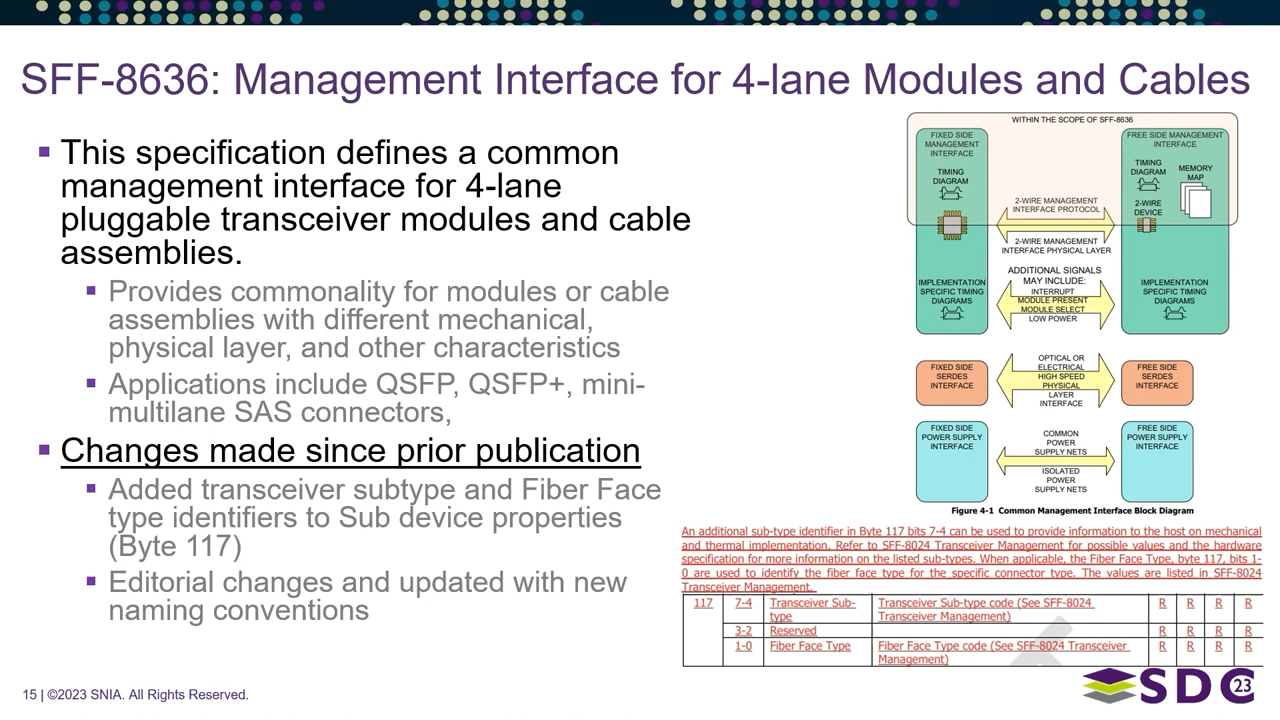 SFF-8636: Management Interface for 4-lane Modules and Cables
▪ This specification defines a common
management interface for 4-lane
pluggable transceiver modules and cable
assemblies.
▪ Provides commonality for modules or cable
assemblies with different mechanical,
physical layer, and other characteristics
▪ Applications include QSFP, QSFP+, mini-
multilane SAS connectors,
▪ Changes made since prior publication
▪ Added transceiver subtype and Fiber Face
type identifiers to Sub device properties
(Byte 117)
▪ Editorial changes and updated with new
naming conventions
WITHIN THE SCOPE OF SFF-8636
FIXED SIDE
MANAGEMENT
INTERFACE
TIMING
DIAGRAM
FREE SIDE MANAGEMENT
INTERFACE
TIMING
DIAGRAM
MEMORY
MAP
2-WIRE
DEVICE
2-WIRE MANAGEMENT
INTERFACE PROTOCOL
2-WIRE MANAGEMENT
INTERFACE PHYSICAL LAYER
ADDITIONAL SIGNALS
MAY INCLUDE:
INTERRUPT
MODULE PRESENT
MODULE SELECT
LOW POWER
IMPLEMENTATION
SPECIFIC TIMING
DIAGRAMS
IMPLEMENTATION
SPECIFIC TIMING
DIAGRAMS
FIXED SIDE
SERDES
INTERFACE
OPTICAL OR
ELECTRICAL
HIGH SPEED
PHYSICAL
LAYER
INTERFACE
FREE SIDE
SERDES
INTERFACE
FIXED SIDE
POWER SUPPLY
INTERFACE
COMMON
POWER
SUPPLY NETS
ISOLATED
POWER
SUPPLY NETS
FREE SIDE
POWER SUPPLY
INTERFACE
Figure 4-1 Common Management Interface Block Diagram
An additional sub-type identifier in Byte 117 bits 7-4 can be used to provide information to the host on mechanical
and thermal implementation. Refer to SFF-8024 Transceiver Management for possible values and the hardware
specification for more information on the listed sub-types. When applicable, the Fiber Face Type, byte 117, bits 1-
0 are used to identify the fiber face type for the specific connector type. The values are listed in SFF-8024
Transceiver Management.
117 7-4 Transceiver Sub-type Transceiver Sub-type code (See SFF-8024 Transceiver Management) R R R R
3-2 Reserved R R R R
1-0 Fiber Face Type Fiber Face Type code (See SFF-8024 Transceiver Management) R R R R
15 | ©2023 SNIA. All Rights Reserved.
SDC 23